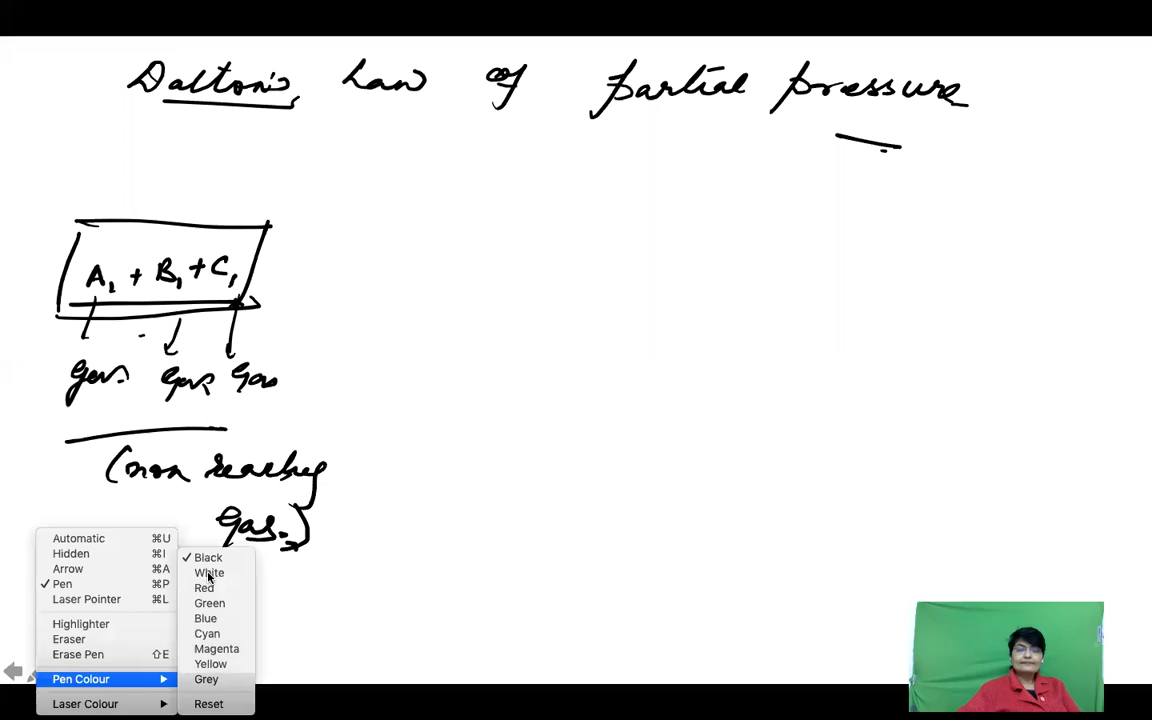 Dalton's Law of partial pressure
A₁ + B₁ + C₁
gas gas gas
(non reacting
gas.)
Automatic ⌘U
Hidden ⌘I
Arrow ⌘A
✓ Pen ⌘P
Laser Pointer ⌘L
Highlighter
Eraser
Erase Pen ⇧E
Pen Colour
Laser Colour
✓ Black
White
Red
Green
Blue
Cyan
Magenta
Yellow
Grey
Reset